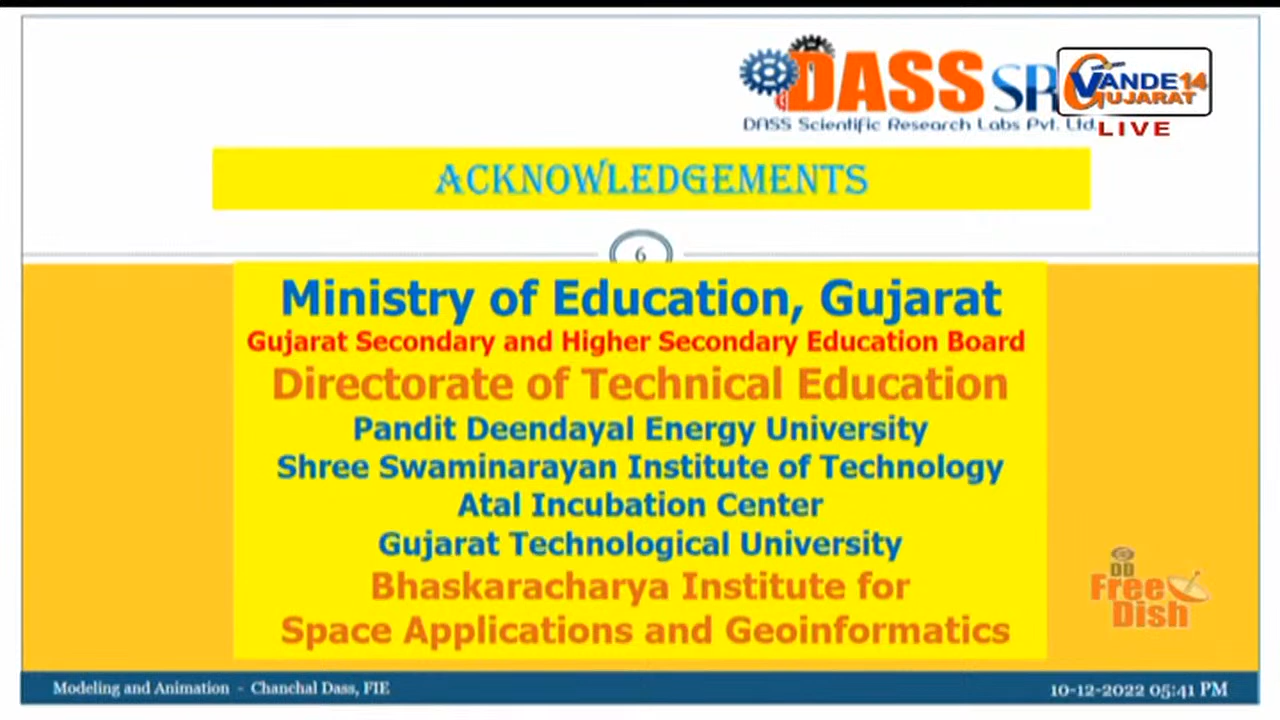 DASS SR
VANDE 14
GUJARAT
DASS Scientific Research Labs Pvt. Ltd.
LIVE
ACKNOWLEDGEMENTS
6
Ministry of Education, Gujarat
Gujarat Secondary and Higher Secondary Education Board
Directorate of Technical Education
Pandit Deendayal Energy University
Shree Swaminarayan Institute of Technology
Atal Incubation Center
Gujarat Technological University
Bhaskaracharya Institute for
Space Applications and Geoinformatics
DD
Free
Dish
Modeling and Animation - Chanchal Dass, FIE
10-12-2022 05:41 PM